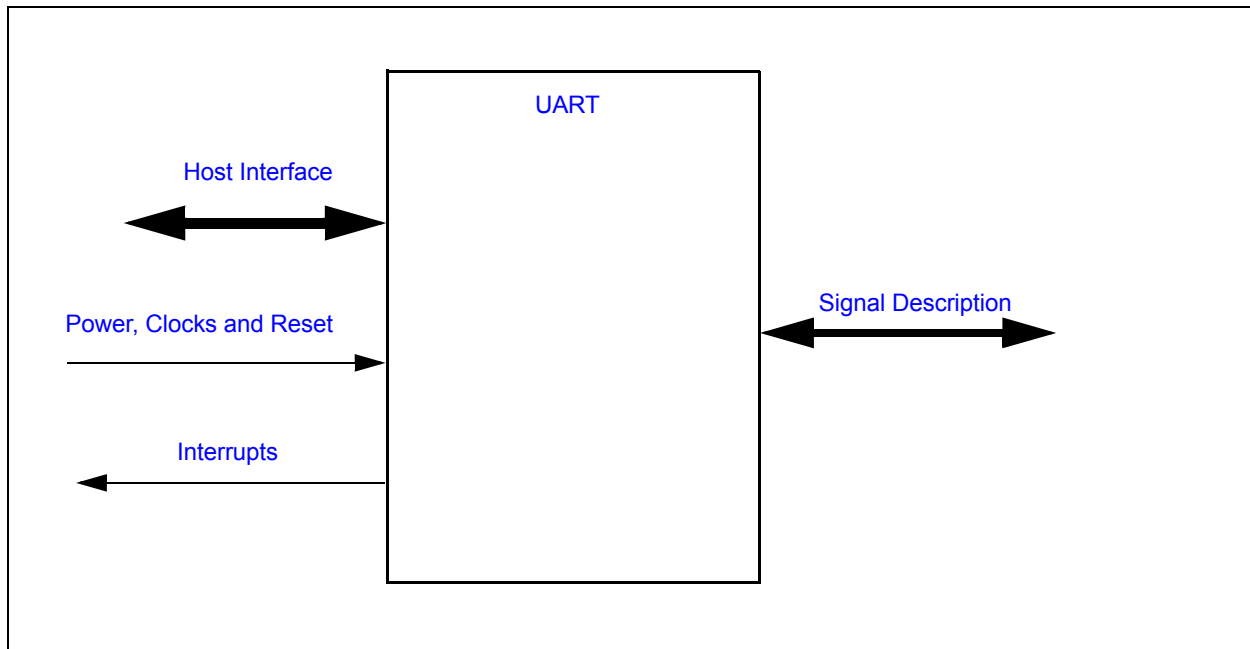 UART
Host Interface
Signal Description
Power, Clocks and Reset
Interrupts